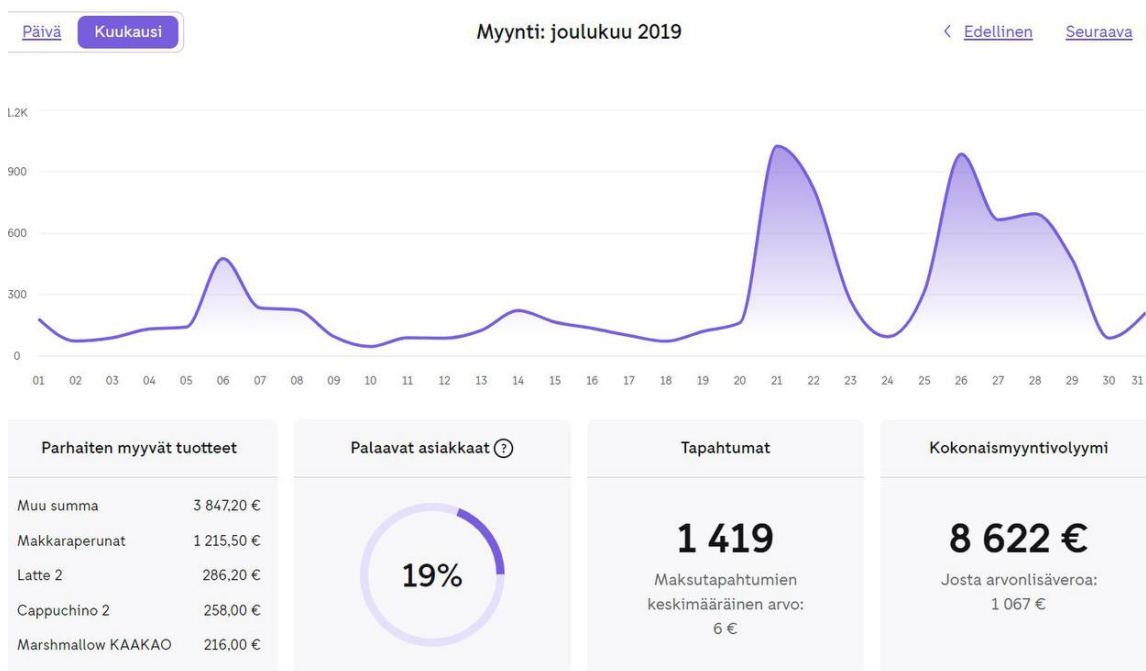 Päivä Kuukausi Myynti: joulukuu 2019 Edellinen Seuraava
1.2K
900
600
300
0
01 02 03 04 05 06 07 08 09 10 11 12 13 14 15 16 17 18 19 20 21 22 23 24 25 26 27 28 29 30 31
Parhaiten myyvät tuotteet
Muu summa 3 847,20 €
Makkaraperunat 1 215,50 €
Latte 2 286,20 €
Cappuchino 2 258,00 €
Marshmallow KAAKAO 216,00 €
Palaavat asiakkaat ?
19%
Tapahtumat
1 419
Maksutapahtumien
keskimääräinen arvo:
6 €
Kokonaismyyntivolyymi
8 622 €
Josta arvonlisäveroa:
1 067 €